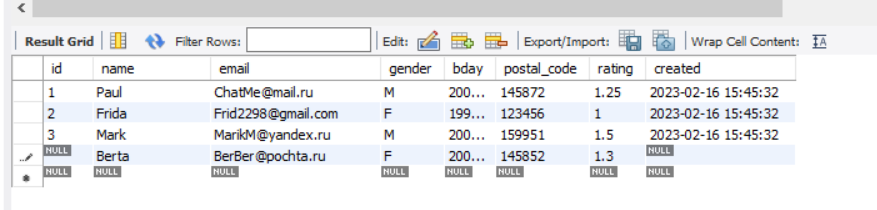 Result Grid Filter Rows: Edit: Export/Import: Wrap Cell Content: IA
id name email gender bday postal_code rating created
1 Paul ChatMe@mail.ru M 200... 145872 1.25 2023-02-16 15:45:32
2 Frida Frid2298@gmail.com F 199... 123456 1 2023-02-16 15:45:32
3 Mark MarikM@yandex.ru M 200... 159951 1.5 2023-02-16 15:45:32
NULL Berta BerBer@pochta.ru F 200... 145852 1.3 NULL
NULL NULL NULL NULL NULL NULL NULL NULL